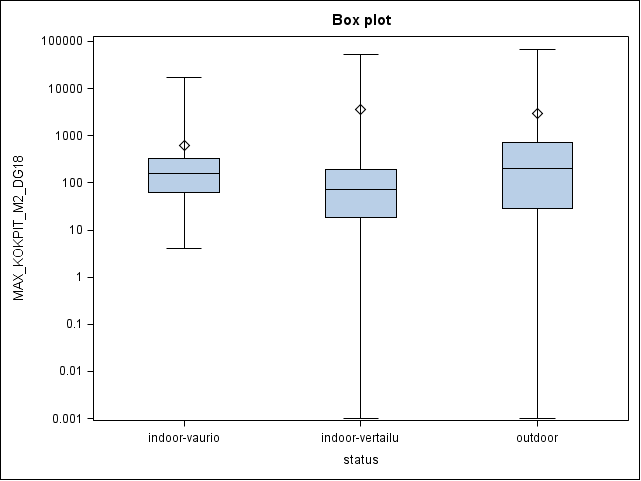 Box plot
100000
10000
1000
100
10
1
0.1
0.01
0.001
MAX_KOKPIT_M2_DG18
indoor-vaurio indoor-vertailu outdoor
status